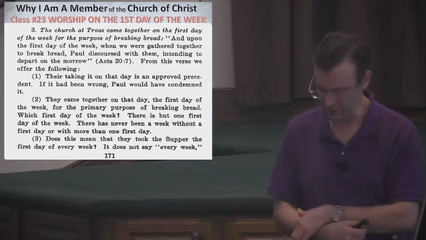 Why I Am A Member of the Church of Christ
Class #23 WORSHIP ON THE 1ST DAY OF THE WEEK
3. The church at Troas came together on the first day
of the week for the purpose of breaking bread: "And upon
the first day of the week, when we were gathered together
to break bread, Paul discoursed with them, intending to
depart on the morrow" (Acts 20:7). From this verse we
offer the following:
(1) Their taking it on that day is an approved prece-
dent. If it had been wrong, Paul would have condemned
it.
(2) They came together on that day, the first day of
the week, for the primary purpose of breaking bread.
Which first day of the week? There is but one first
day of the week. There has never been a week without a
first day or with more than one first day.
(3) Does this mean that they took the Supper the
first day of every week? It does not say "every week,"
171